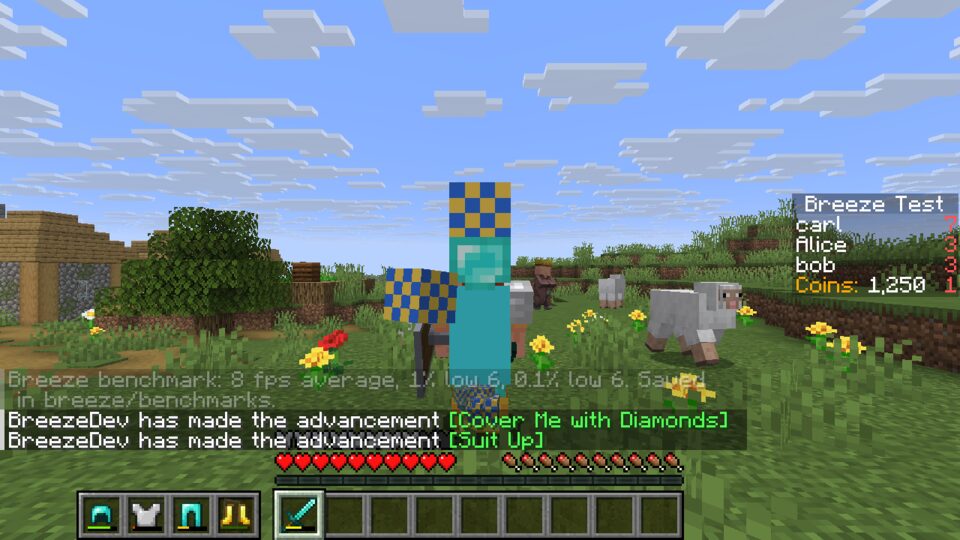 Breeze Test
carl 7
Alice 3
bob 3
Coins: 1,250 1
Breeze benchmark: 8 fps average, 1% low 6, 0.1% low 6. Saved
in breeze/benchmarks.
BreezeDev has made the advancement [Cover Me with Diamonds]
BreezeDev has made the advancement [Suit Up]